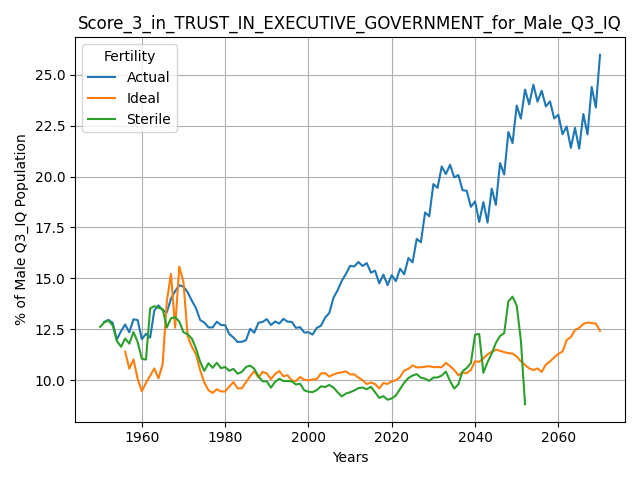 Score_3_in_TRUST_IN_EXECUTIVE_GOVERNMENT_for_Male_Q3_IQ
Fertility
Actual
Ideal
Sterile
% of Male Q3_IQ Population
25.0
22.5
20.0
17.5
15.0
12.5
10.0
1960 1980 2000 2020 2040 2060
Years